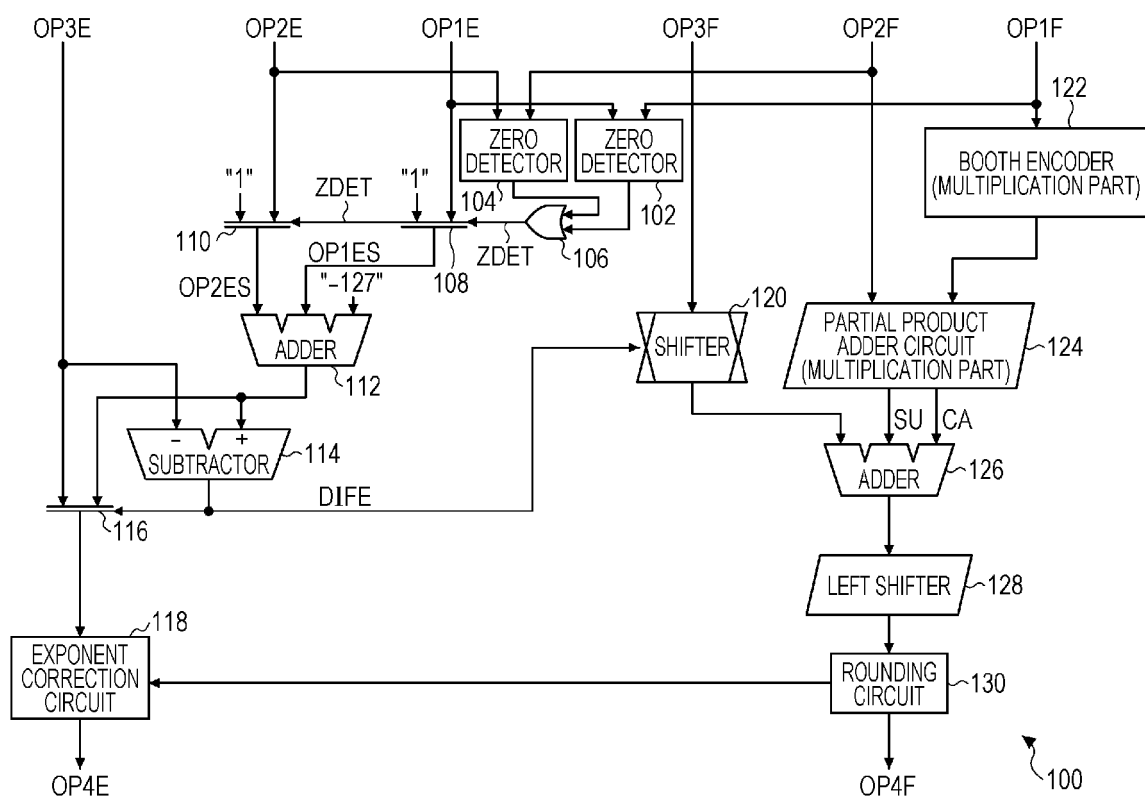 OP3E
OP2E
OP1E
OP3F
OP2F
OP1F
122
ZERO
DETECTOR
ZERO
DETECTOR
BOOTH ENCODER
(MULTIPLICATION PART)
"1"
ZDET
"1"
104
102
110
OP1ES
108
ZDET
106
OP2ES
"-127"
120
ADDER
112
SHIFTER
PARTIAL PRODUCT
ADDER CIRCUIT
(MULTIPLICATION PART)
124
SU
CA
- +
SUBTRACTOR
114
ADDER
126
DIFE
116
LEFT SHIFTER
128
118
EXPONENT
CORRECTION
CIRCUIT
ROUNDING
CIRCUIT
130
OP4E
OP4F
100